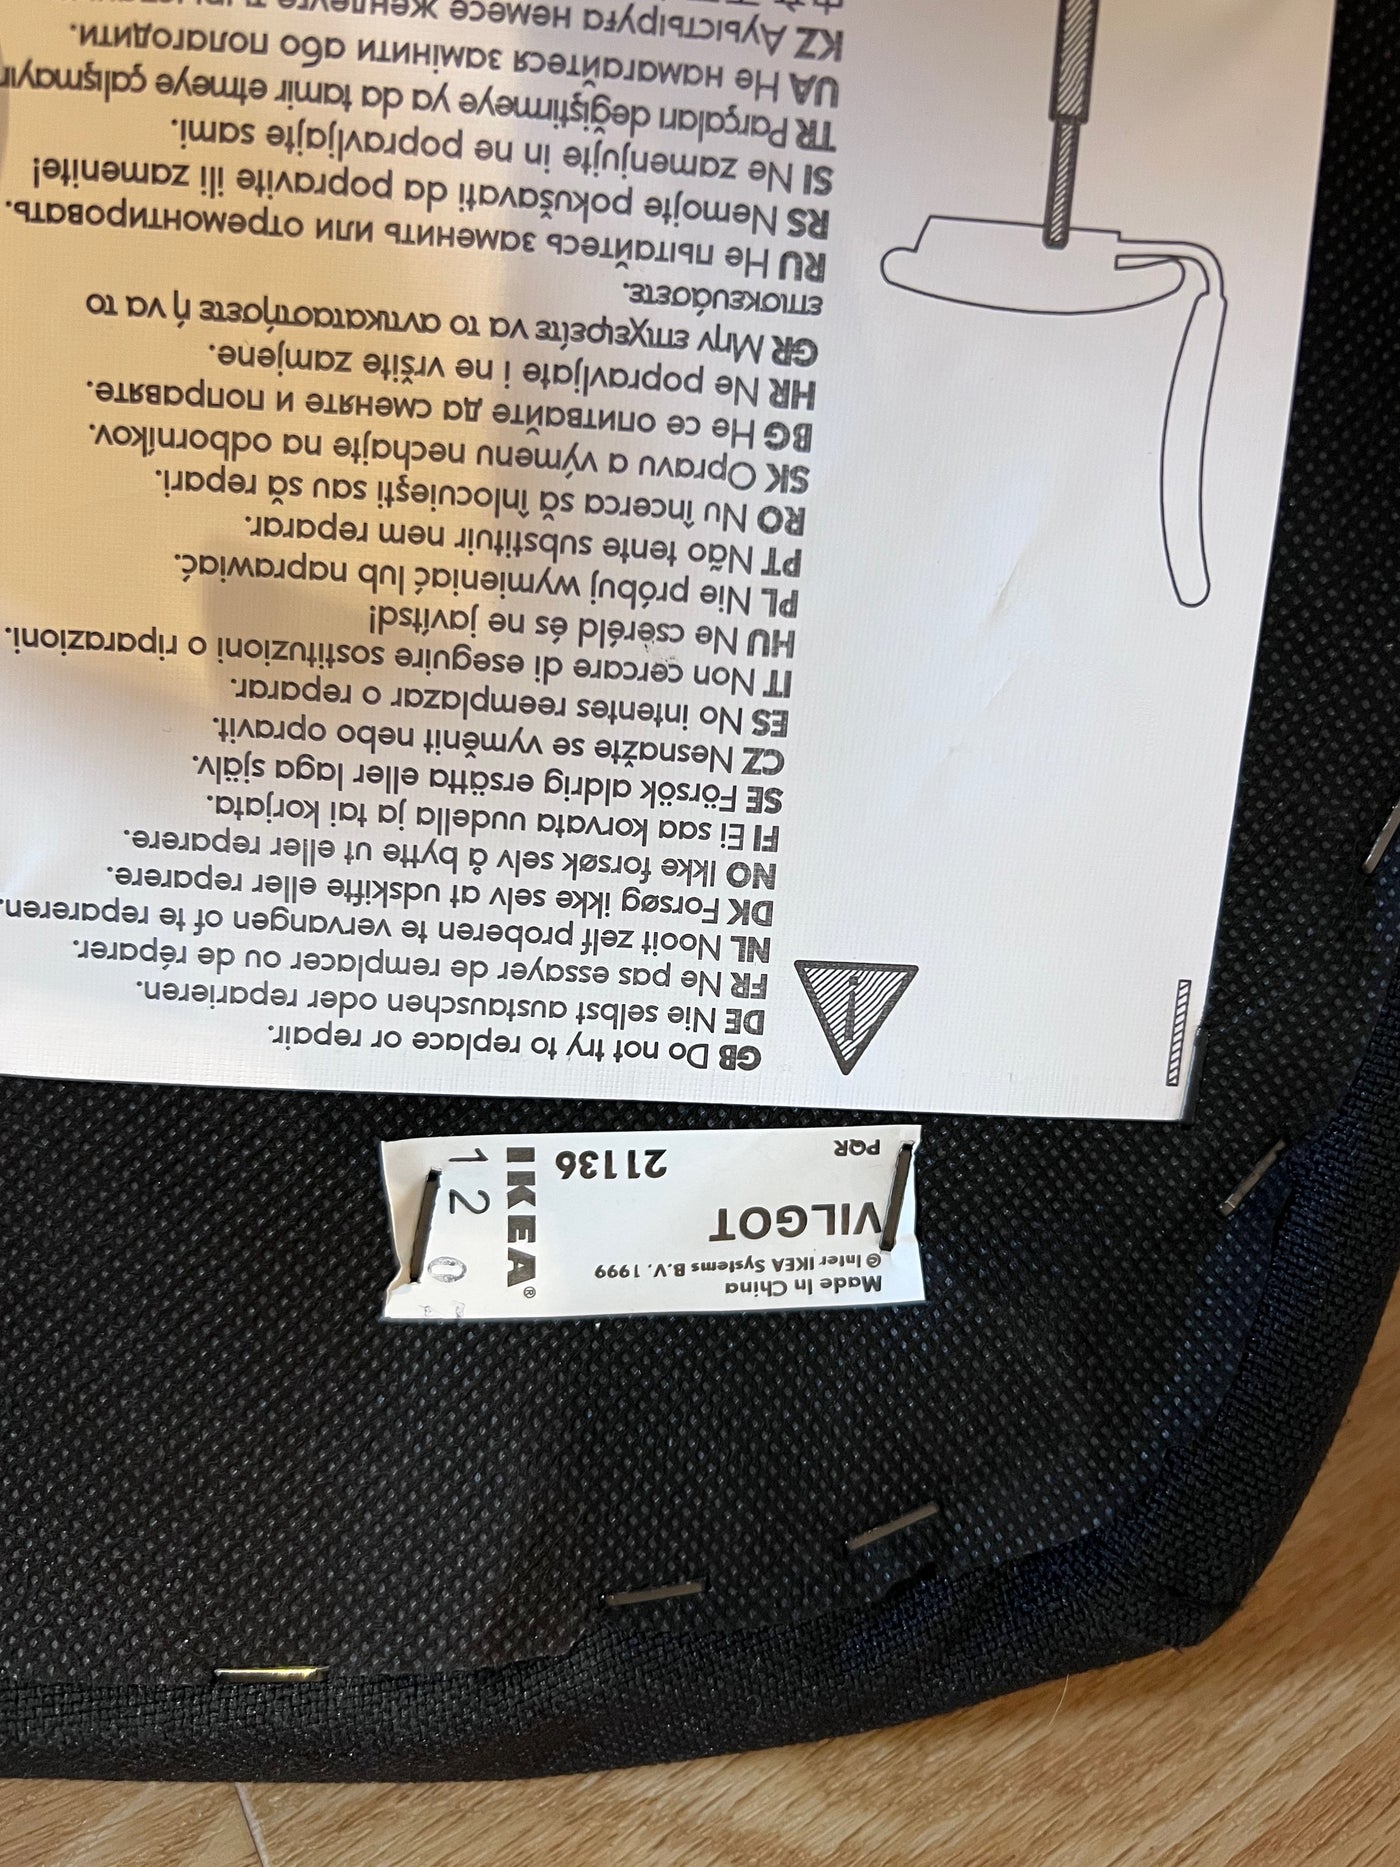 Made In China
© Inter IKEA Systems B.V. 1999
VILGOT
PQR 21136
IKEA®
1 2 0
GB Do not try to replace or repair.
DE Nie selbst austauschen oder reparieren.
FR Ne pas essayer de remplacer ou de réparer.
NL Nooit zelf proberen te vervangen of te repareren.
DK Forsøg ikke selv at udskifte eller reparere.
NO Ikke forsøk selv å bytte ut eller reparere.
FI Ei saa korvata uudella ja tai korjata.
SE Försök aldrig ersätta eller laga själv.
CZ Nesnažte se vyměnit nebo opravit.
ES No intentes reemplazar o reparar.
IT Non cercare di eseguire sostituzioni o riparazioni.
HU Ne cseréld és ne javítsd!
PL Nie próbuj wymieniać lub naprawiać.
PT Não tente substituir nem reparar.
RO Nu încerca să înlocuieşti sau să repari.
SK Opravu a výmenu nechajte na odborníkov.
BG Не се опитвайте да сменяте и поправяте.
HR Ne popravljate i ne vršite zamjene.
GR Μην επιχειρείτε να το αντικαταστήσετε ή να το
επισκευάσετε.
RU Не пытайтесь заменить или отремонтировать.
RS Nemojte pokušavati da popravite ili zamenite!
SI Ne zamenjujte in ne popravljajte sami.
TR Parçaları değiştirmeye ya da tamir etmeye
UA Не намагайтеся замінити або полагодити.
KZ Ауыстыруға немесе жөндеуге